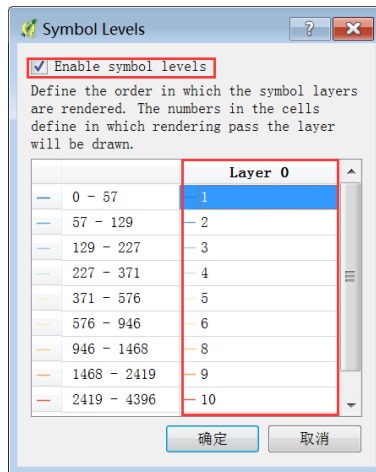 Symbol Levels
Enable symbol levels
Define the order in which the symbol layers
are rendered. The numbers in the cells
define in which rendering pass the layer
will be drawn.
Layer 0
0 - 57 1
57 - 129 2
129 - 227 3
227 - 371 4
371 - 576 5
576 - 946 6
946 - 1468 8
1468 - 2419 9
2419 - 4396 10
确定 取消